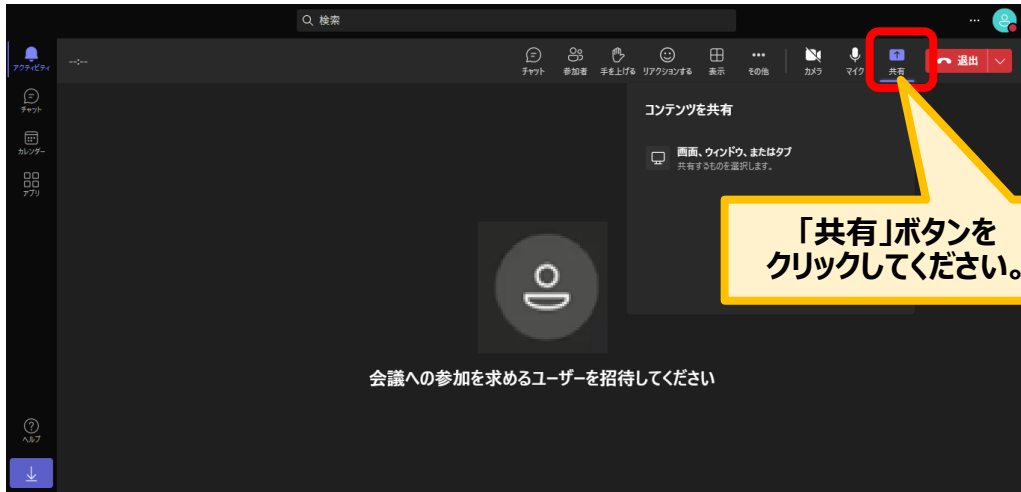 検索
アクティビティ
--:--
チャット
参加者
手を上げる
リアクションする
表示
その他
カメラ
マイク
共有
退出
チャット
カレンダー
アプリ
コンテンツを共有
画面、ウィンドウ、またはタブ
共有するものを選択します。
「共有」ボタンを
クリックしてください。
会議への参加を求めるユーザーを招待してください
ヘルプ